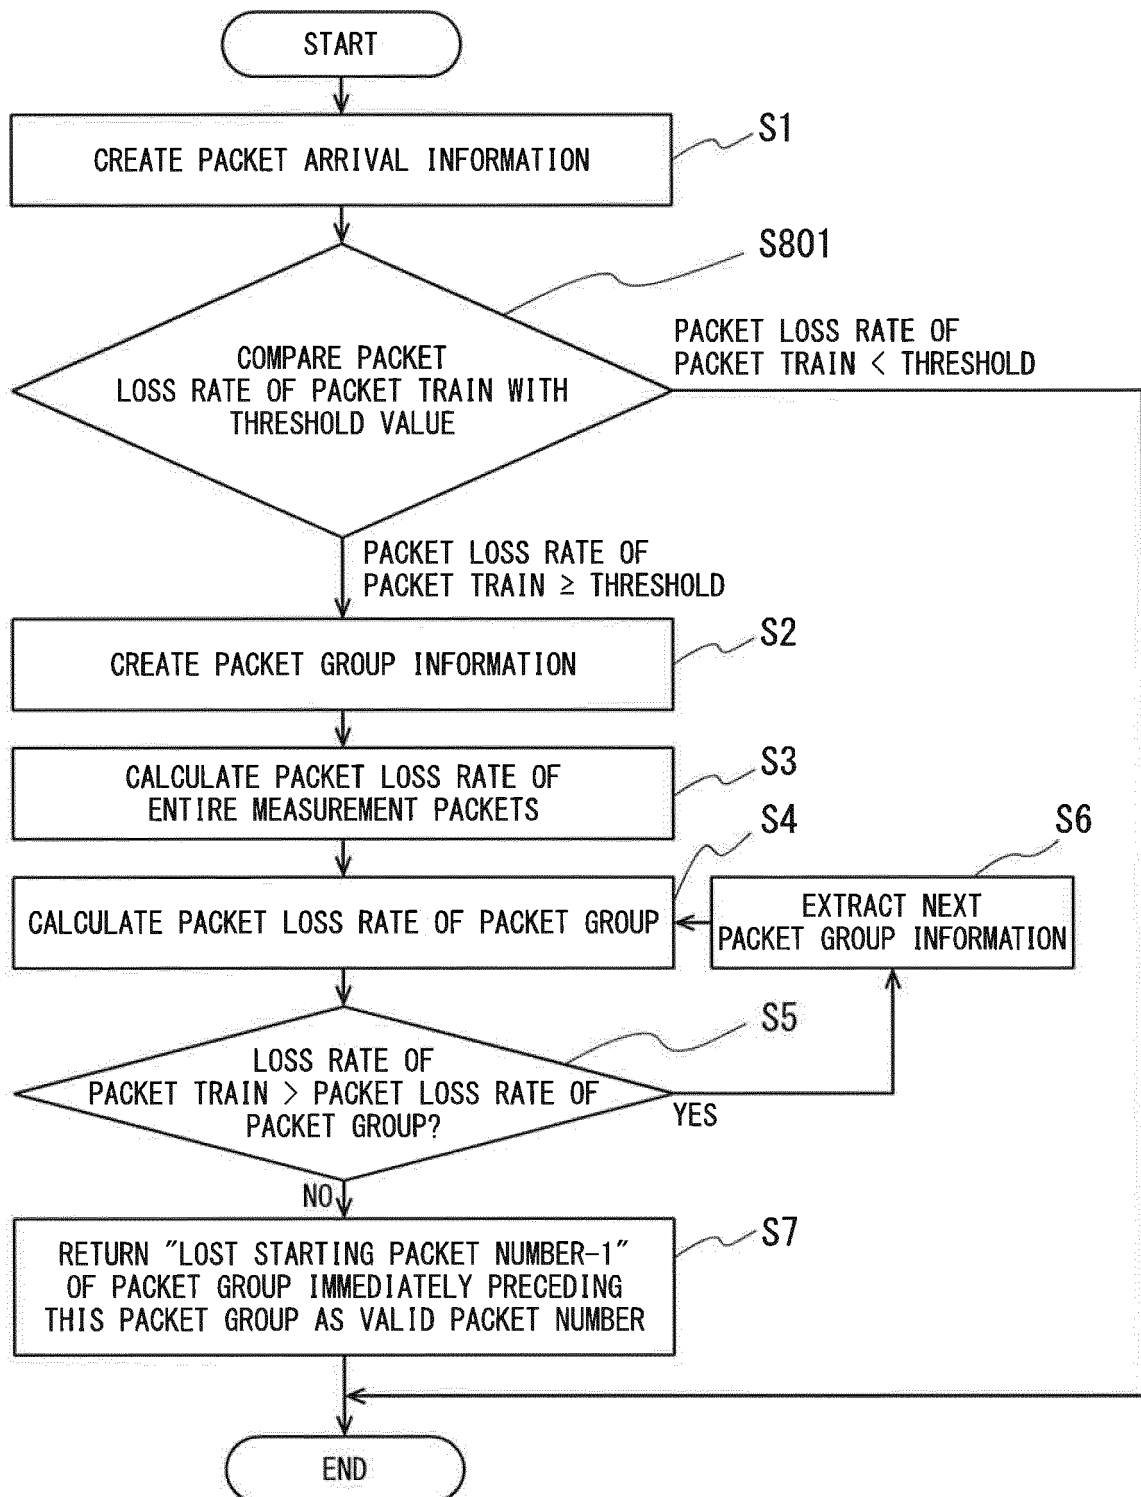 START
CREATE PACKET ARRIVAL INFORMATION
S1
S801
COMPARE PACKET
LOSS RATE OF PACKET TRAIN WITH
THRESHOLD VALUE
PACKET LOSS RATE OF
PACKET TRAIN < THRESHOLD
PACKET LOSS RATE OF
PACKET TRAIN ≥ THRESHOLD
CREATE PACKET GROUP INFORMATION
S2
CALCULATE PACKET LOSS RATE OF
ENTIRE MEASUREMENT PACKETS
S3
CALCULATE PACKET LOSS RATE OF PACKET GROUP
S4
EXTRACT NEXT
PACKET GROUP INFORMATION
S6
LOSS RATE OF
PACKET TRAIN > PACKET LOSS RATE OF
PACKET GROUP?
S5
YES
NO
RETURN "LOST STARTING PACKET NUMBER-1"
OF PACKET GROUP IMMEDIATELY PRECEDING
THIS PACKET GROUP AS VALID PACKET NUMBER
S7
END